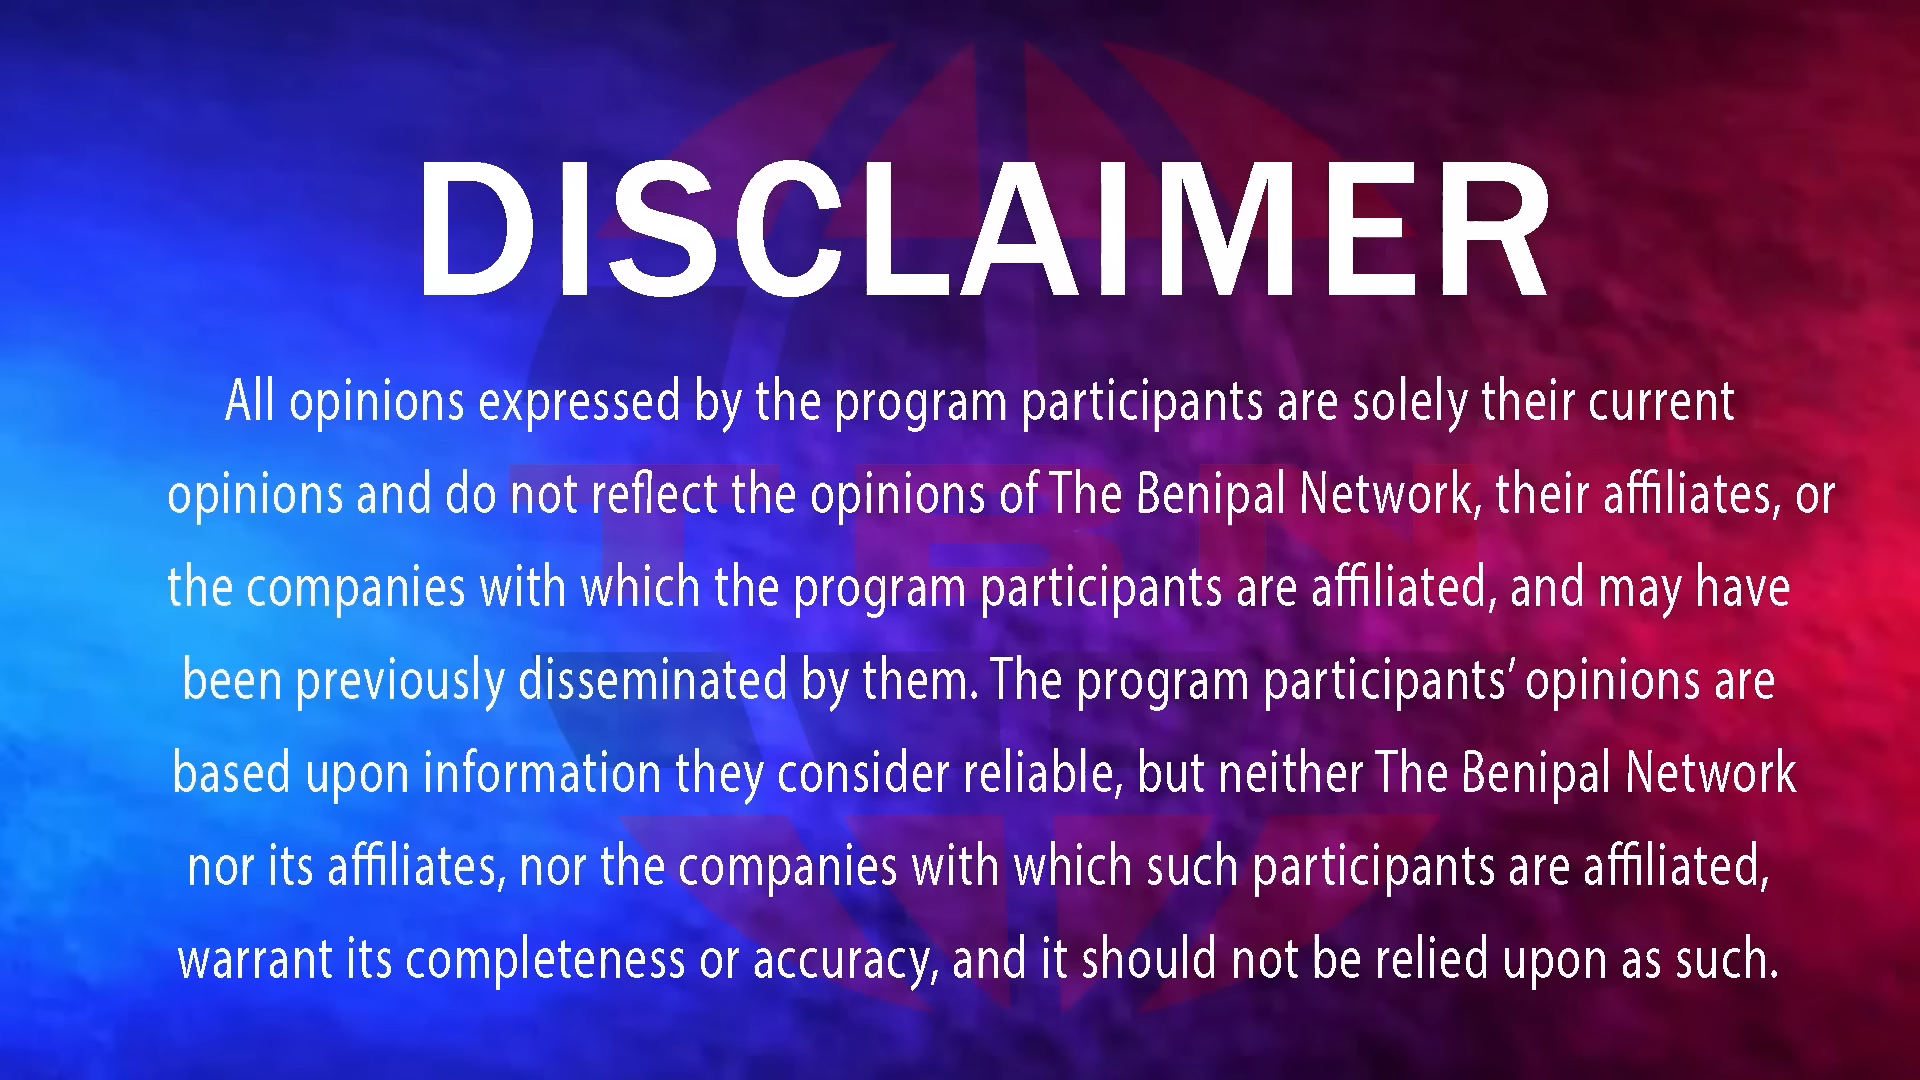 DISCLAIMER
All opinions expressed by the program participants are solely their current
opinions and do not reflect the opinions of The Benipal Network, their affiliates, or
the companies with which the program participants are affiliated, and may have
been previously disseminated by them. The program participants’ opinions are
based upon information they consider reliable, but neither The Benipal Network
nor its affiliates, nor the companies with which such participants are affiliated,
warrant its completeness or accuracy, and it should not be relied upon as such.
TBN